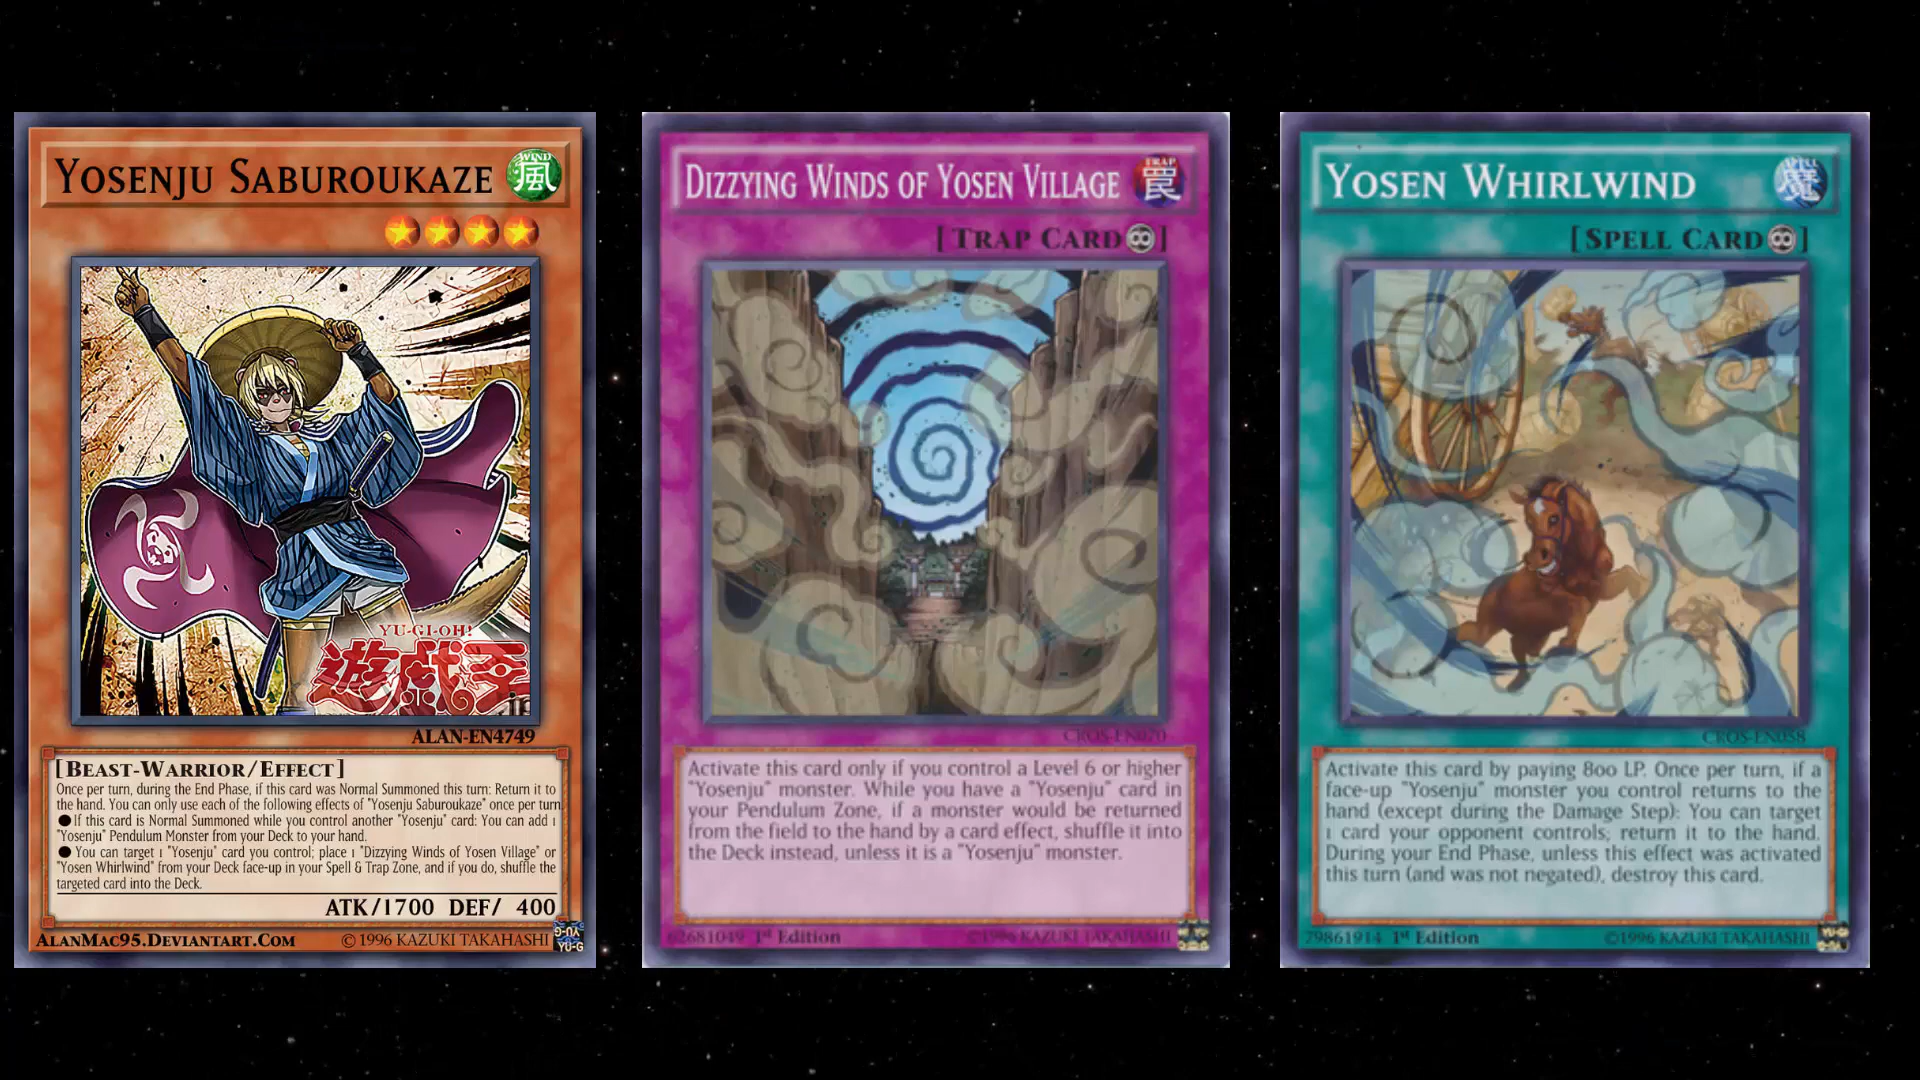 YOSENJU SABUROUKAZE
WIND
風
YU-GI-OH!
遊戯王
ALAN-EN4749
[BEAST-WARRIOR/EFFECT]
Once per turn, during the End Phase, if this card was Normal Summoned this turn: Return it to
the hand. You can only use each of the following effects of "Yosenju Saburoukaze" once per turn.
●If this card is Normal Summoned while you control another "Yosenju" card: You can add 1
"Yosenju" Pendulum Monster from your Deck to your hand.
● You can target 1 "Yosenju" card you control; place 1 "Dizzying Winds of Yosen Village" or
"Yosen Whirlwind" from your Deck face-up in your Spell & Trap Zone, and if you do, shuffle the
targeted card into the Deck.
ATK/1700 DEF/ 400
ALANMAC95.DEVIANTART.COM
©1996 KAZUKI TAKAHASHI
DIZZYING WINDS OF YOSEN VILLAGE
TRAP
罠
[TRAP CARD]
CROS-EN070
Activate this card only if you control a Level 6 or higher
"Yosenju" monster. While you have a "Yosenju" card in
your Pendulum Zone, if a monster would be returned
from the field to the hand by a card effect, shuffle it into
the Deck instead, unless it is a "Yosenju" monster.
62681049 1st Edition
©1996 KAZUKI TAKAHASHI
YOSEN WHIRLWIND
魔
[SPELL CARD]
CROS-EN058
Activate this card by paying 800 LP. Once per turn, if a
face-up "Yosenju" monster you control returns to the
hand (except during the Damage Step): You can target
1 card your opponent controls; return it to the hand.
During your End Phase, unless this effect was activated
this turn (and was not negated), destroy this card.
79861914 1st Edition
©1996 KAZUKI TAKAHASHI